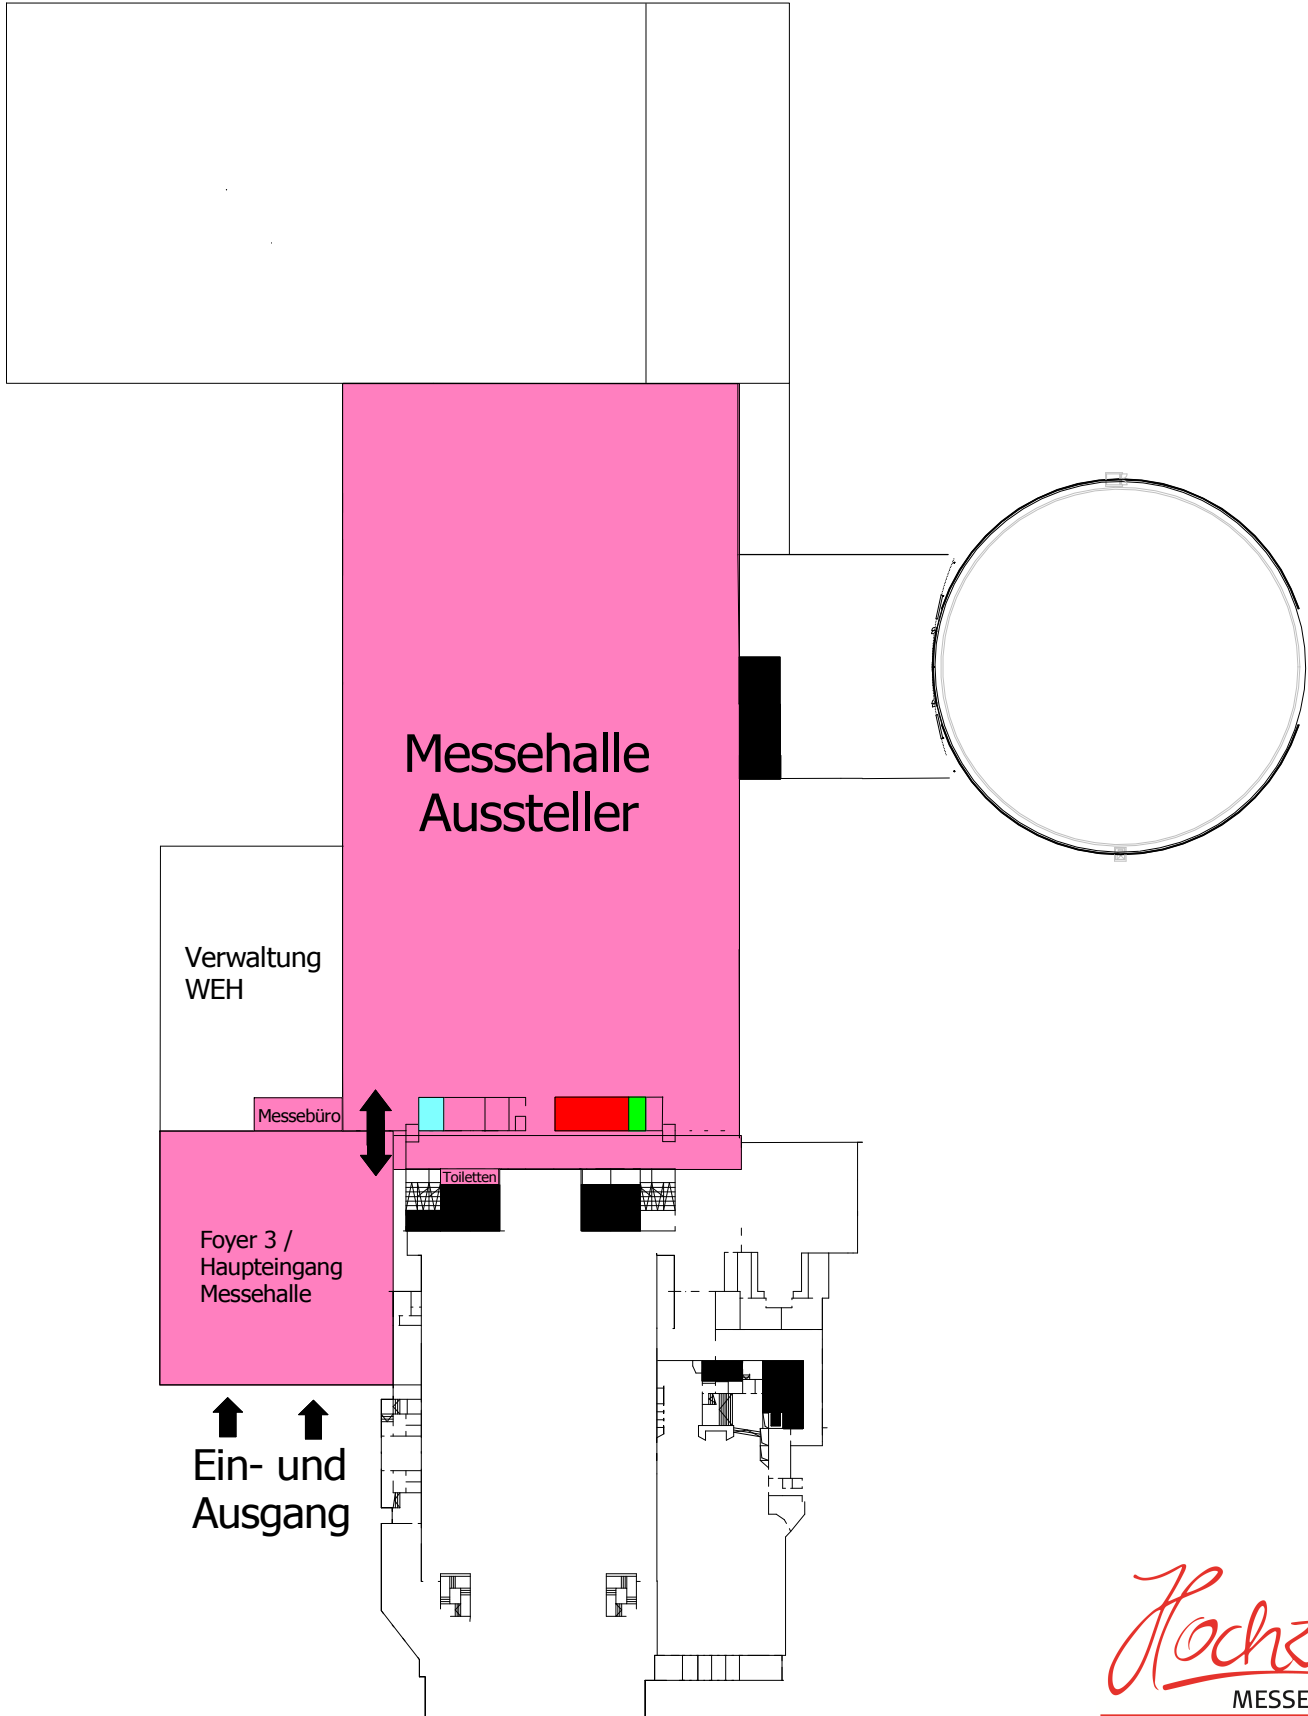 Messehalle
Aussteller
Verwaltung
WEH
Messebüro
Toiletten
Foyer 3 /
Haupteingang
Messehalle
Ein- und
Ausgang
MESSE